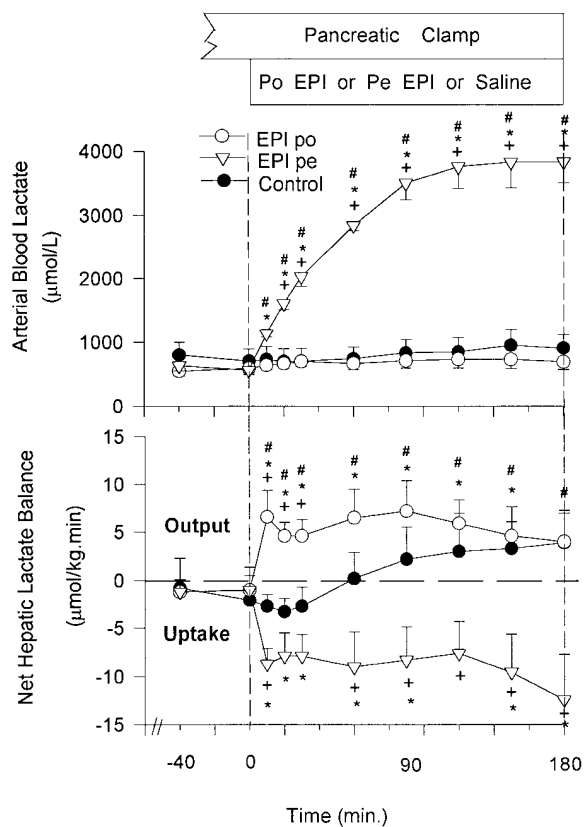 Pancreatic Clamp
Po EPI or Pe EPI or Saline
EPI po
EPI pe
Control
Arterial Blood Lactate
(μmol/L)
4000
3000
2000
1000
0
# # # # # # # # #
* * * * * * * * *
+ + + + + + +
Net Hepatic Lactate Balance
(μmol/kg.min)
15
10
5
0
-5
-10
-15
Output
Uptake
# # # # # # # #
* * * * * * *
+ + +
+ + + + + +
* * * * * * *
-40 0 90 180
Time (min.)